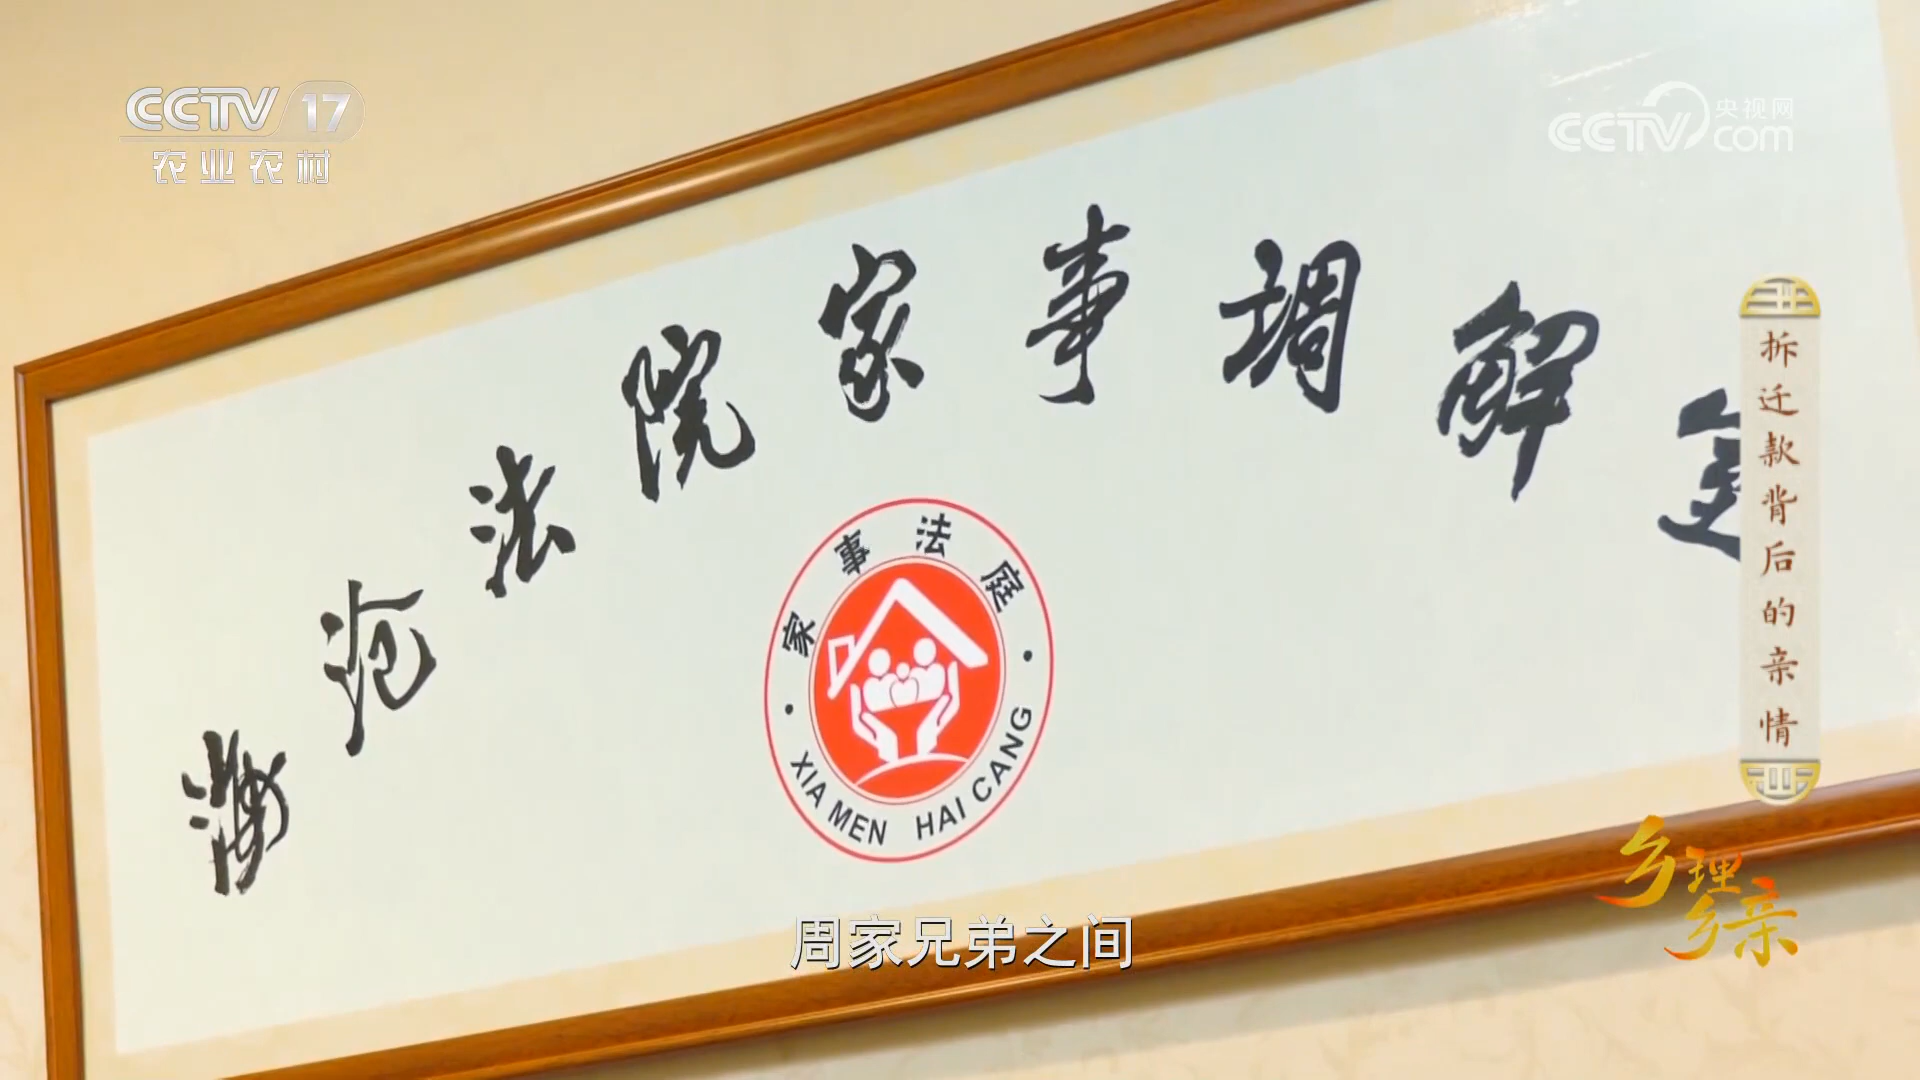 CCTV 17
农业农村
央视网
CCTV.com
海沧法院家事调解
家事法庭
XIA MEN HAI CANG
拆迁款背后的亲情
乡理乡亲
周家兄弟之间